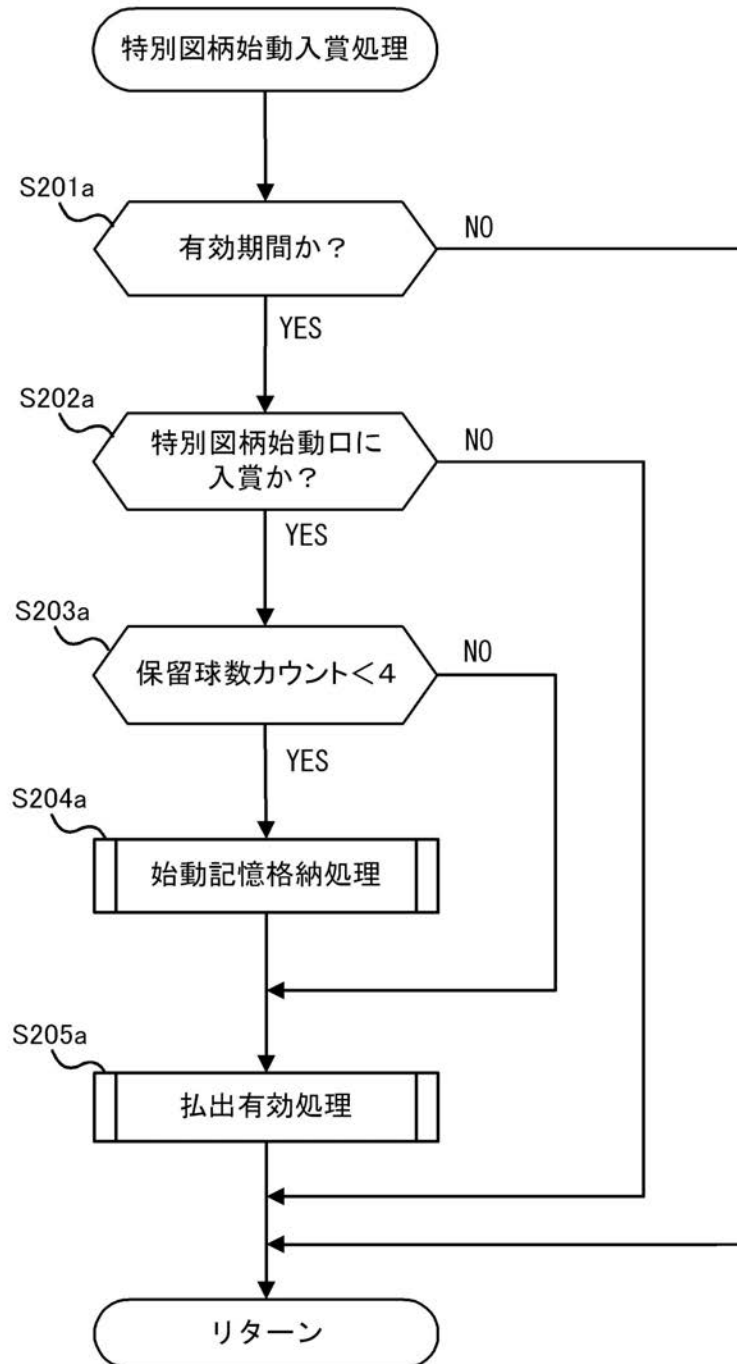 特別図柄始動入賞処理
S201a
有効期間か？
NO
YES
S202a
特別図柄始動口に
入賞か？
NO
YES
S203a
保留球数カウント＜4
NO
YES
S204a
始動記憶格納処理
S205a
払出有効処理
リターン